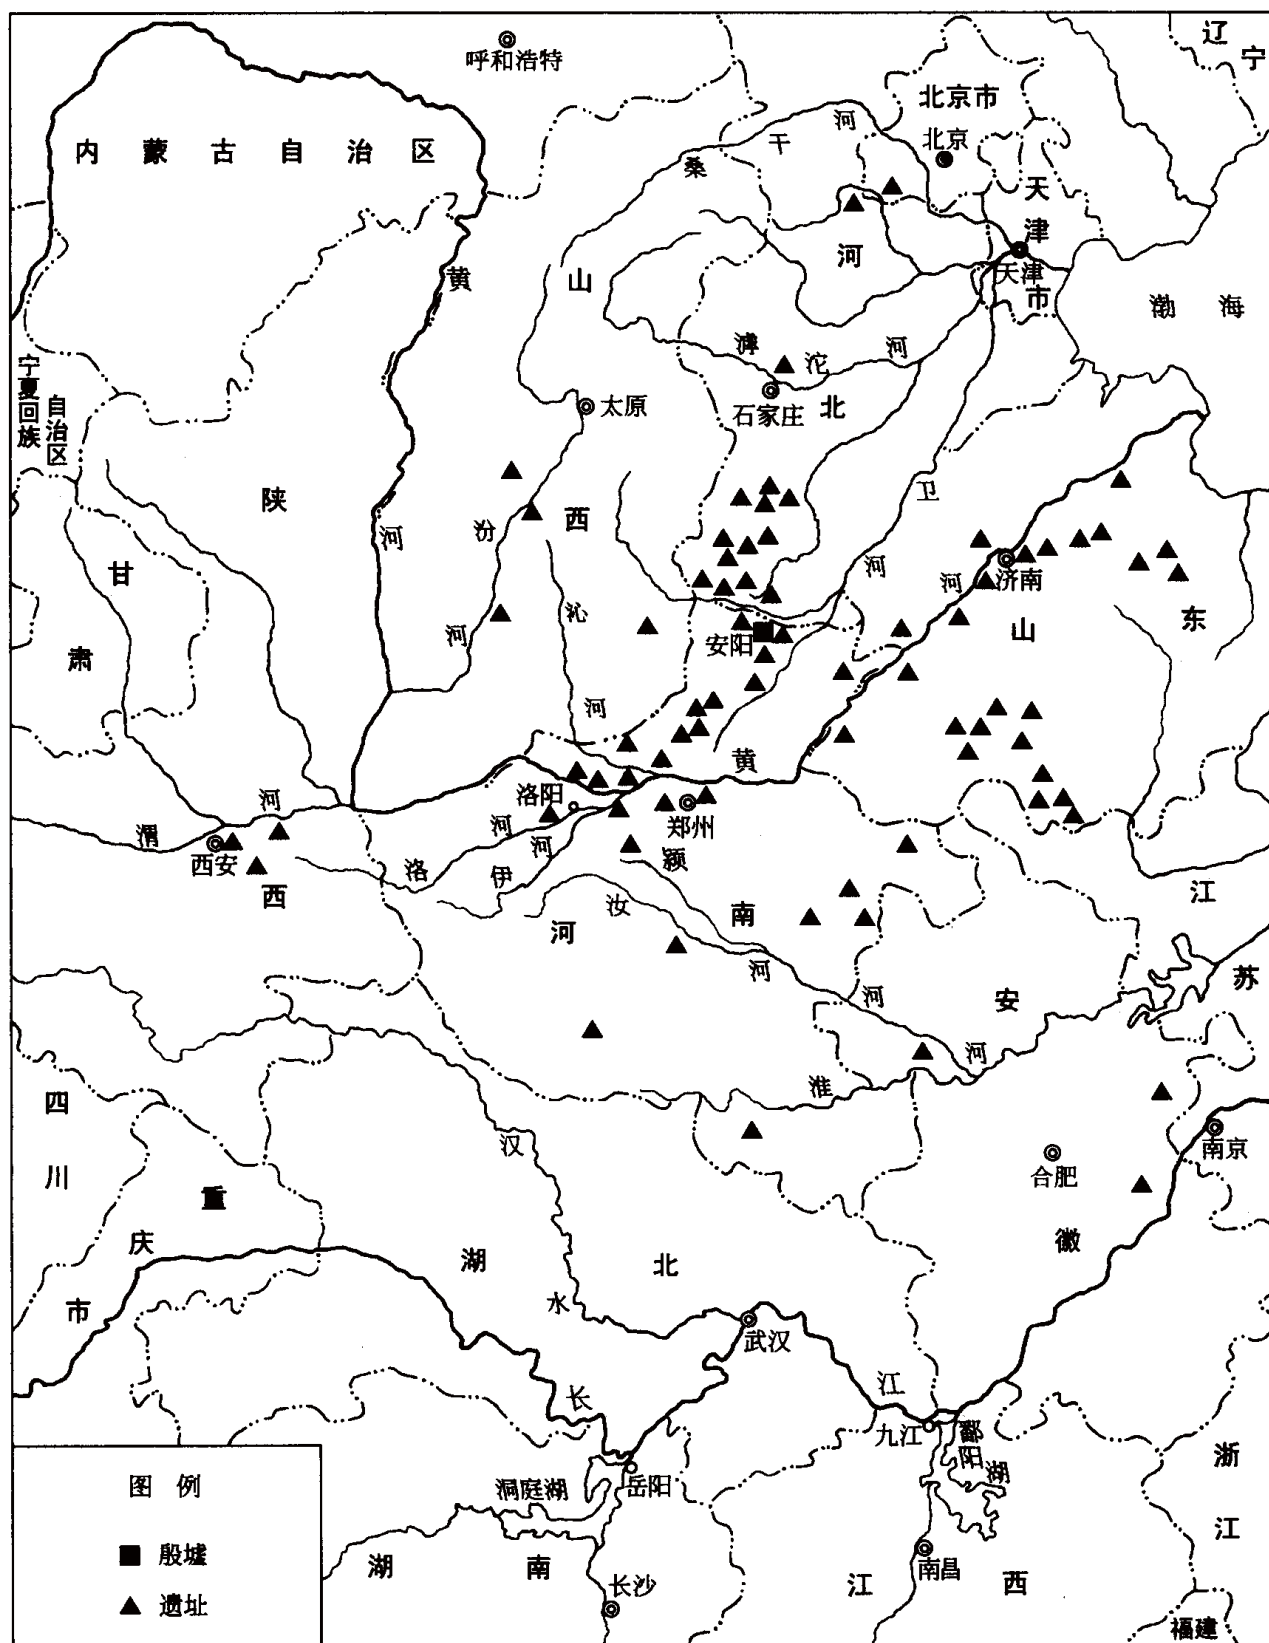 呼和浩特
辽宁
北京市
北京
内蒙古自治区
桑干河
天津市
天津
河北
渤海
黄河
山西
滹沱河
石家庄
太原
宁夏回族
自治区
陕西
甘肃
汾河
沁河
卫河
安阳
黄河
济南
山东
洛阳
郑州
渭河
西安
洛河
伊河
颍河
汝河
河南
江苏
安徽
淮河
四川
重庆市
汉水
湖北
合肥
南京
武汉
长江
九江
鄱阳湖
洞庭湖
岳阳
浙江
南昌
湖南
长沙
江西
福建
图例
殷墟
遗址